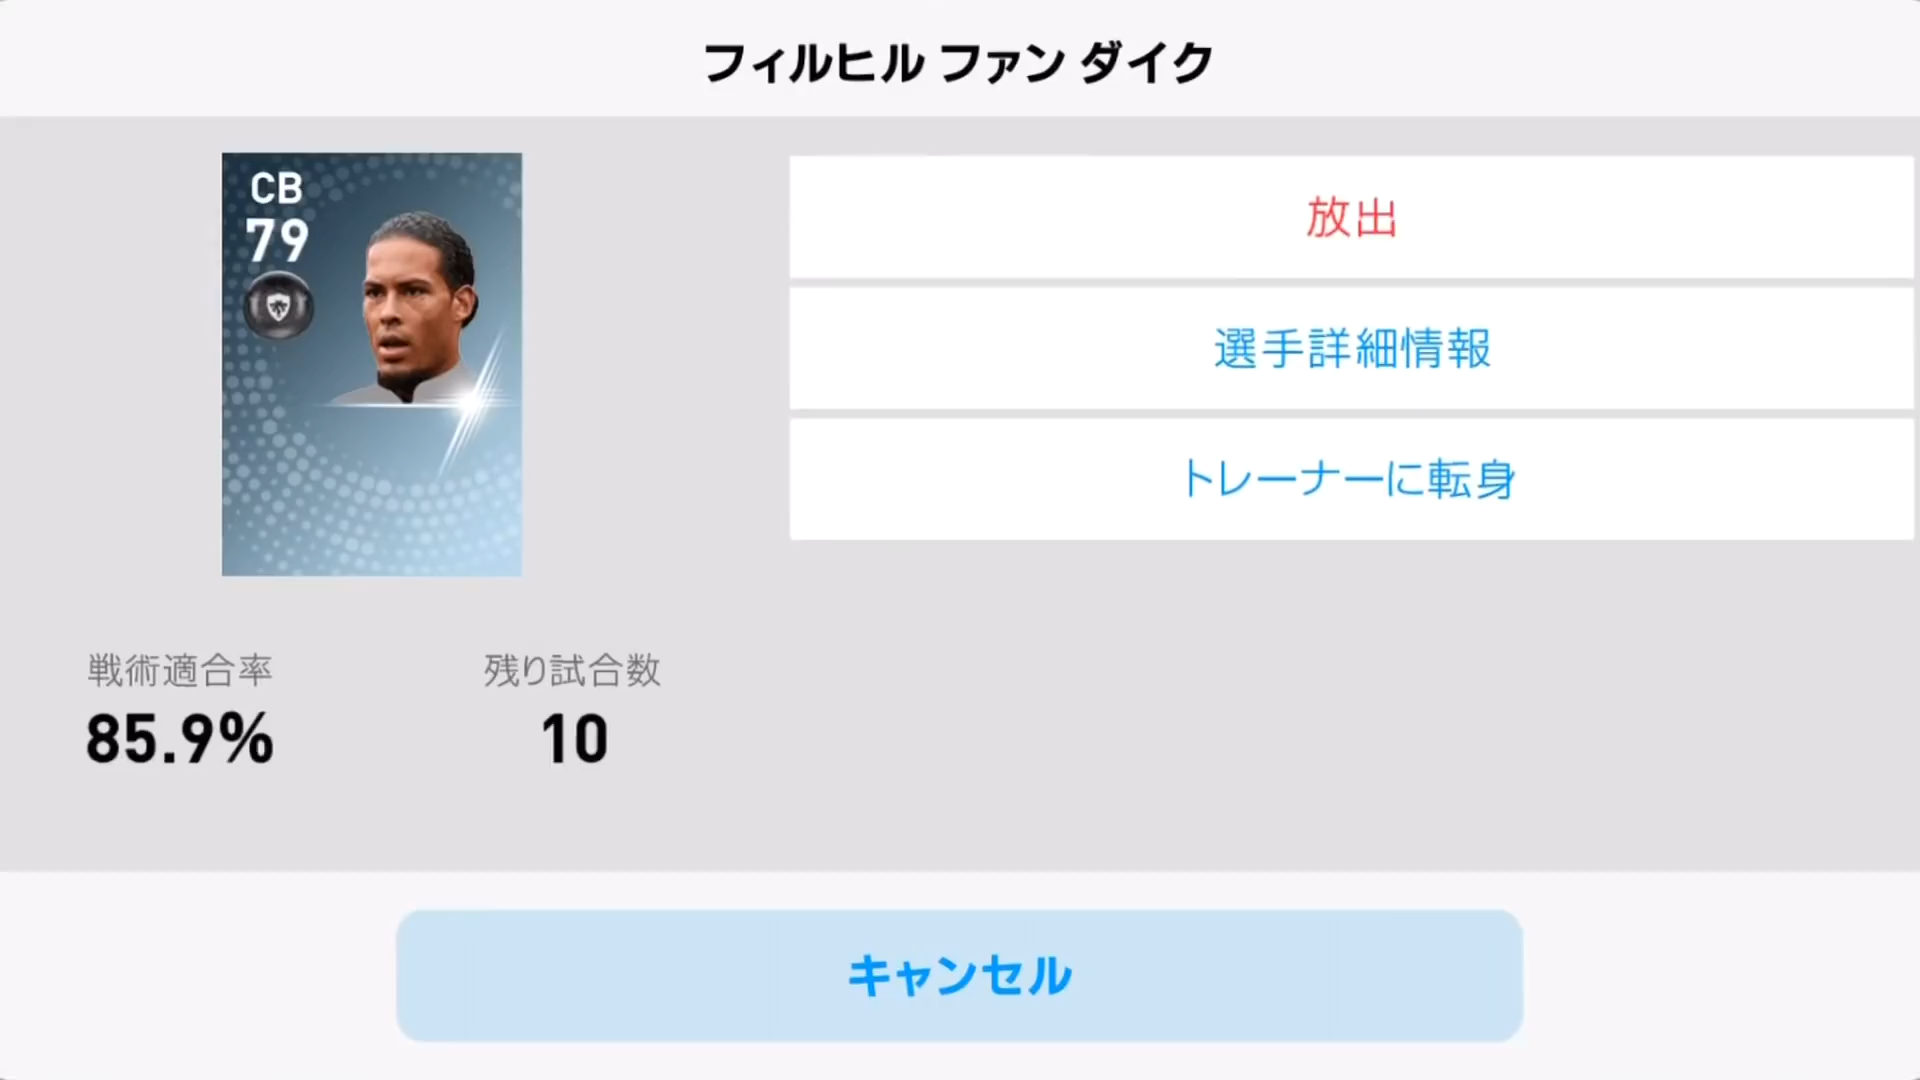 フィルヒル ファン ダイク
CB
79
放出
選手詳細情報
トレーナーに転身
戦術適合率
85.9%
残り試合数
10
キャンセル